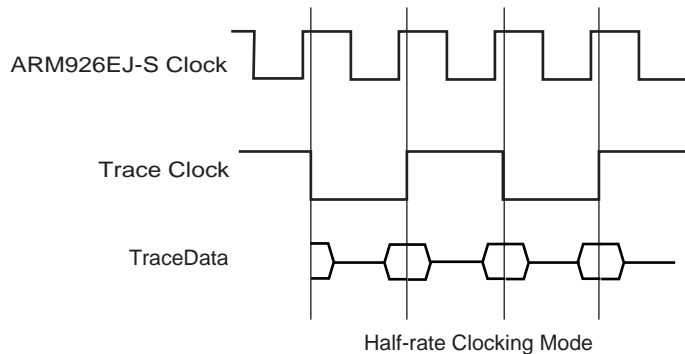 ARM926EJ-S Clock
Trace Clock
TraceData
Half-rate Clocking Mode